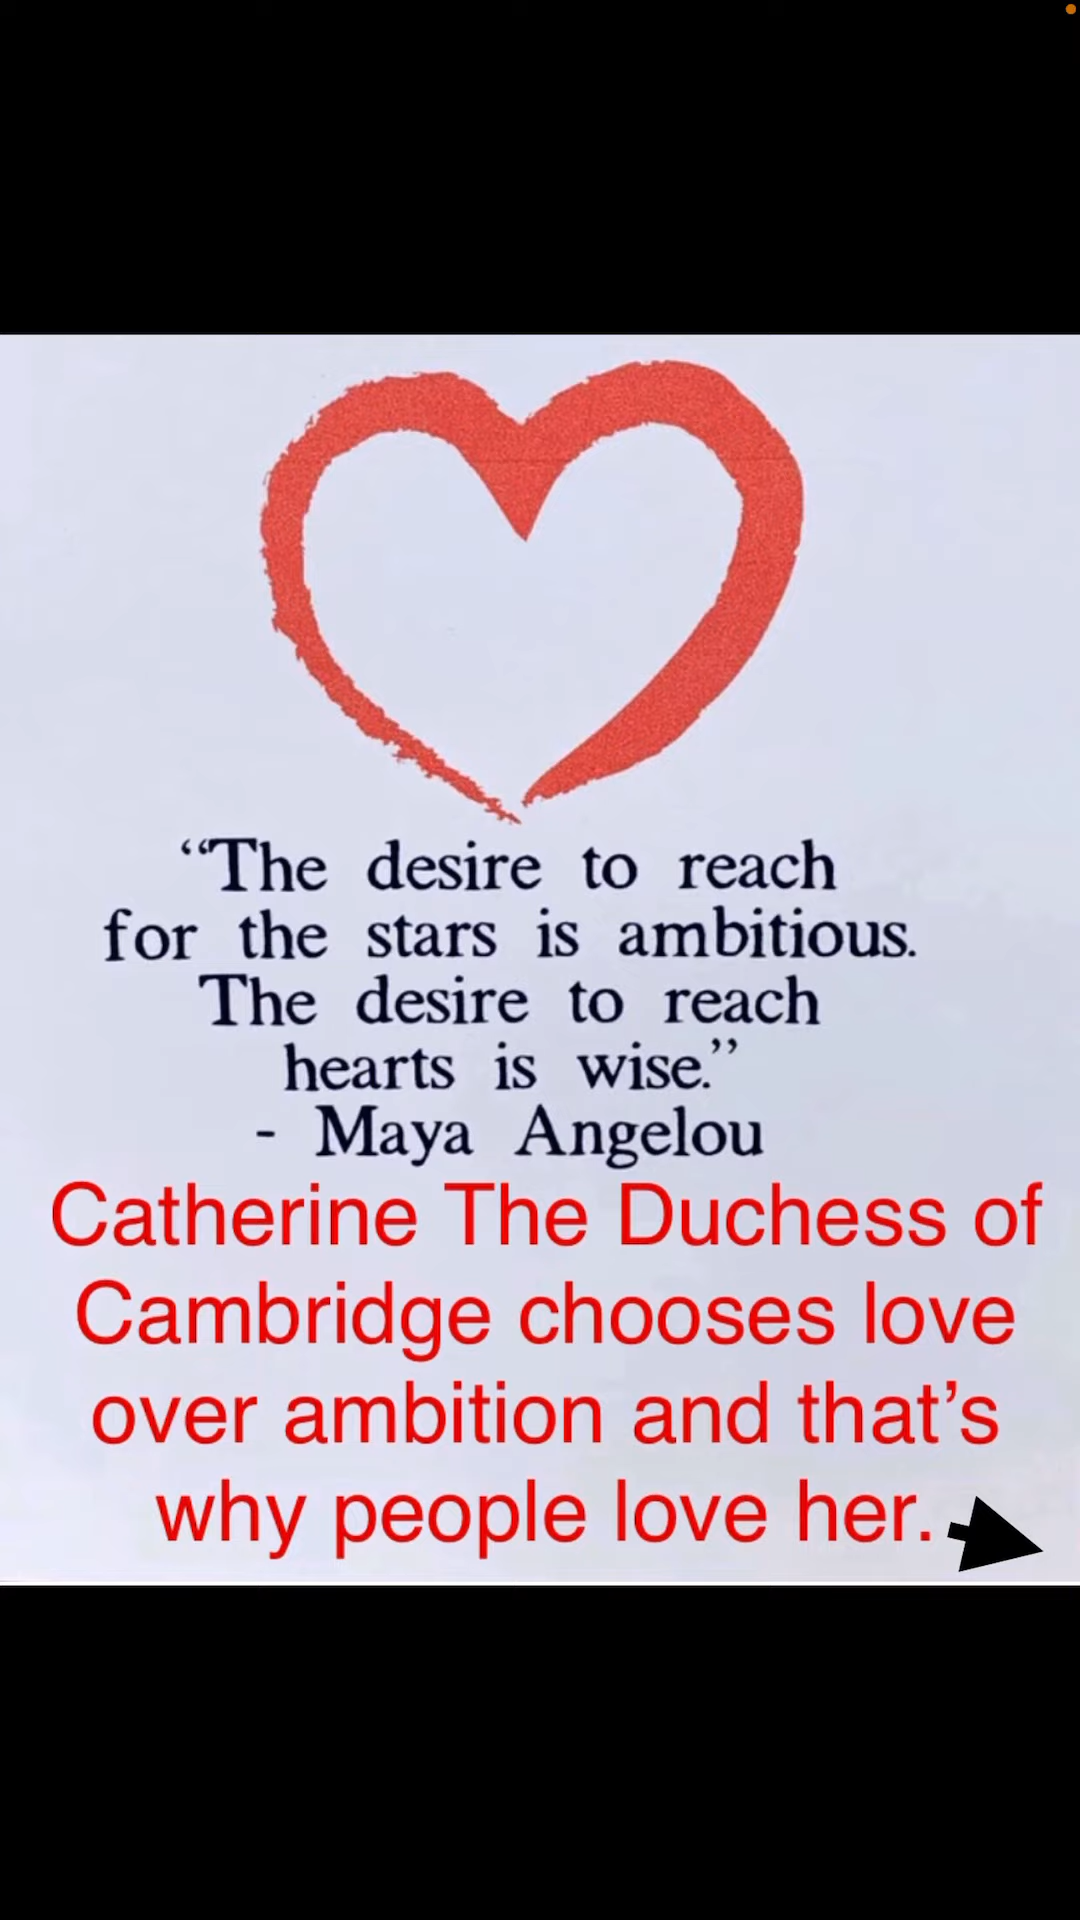 “The desire to reach
for the stars is ambitious.
The desire to reach
hearts is wise.”
- Maya Angelou
Catherine The Duchess of
Cambridge chooses love
over ambition and that’s
why people love her.